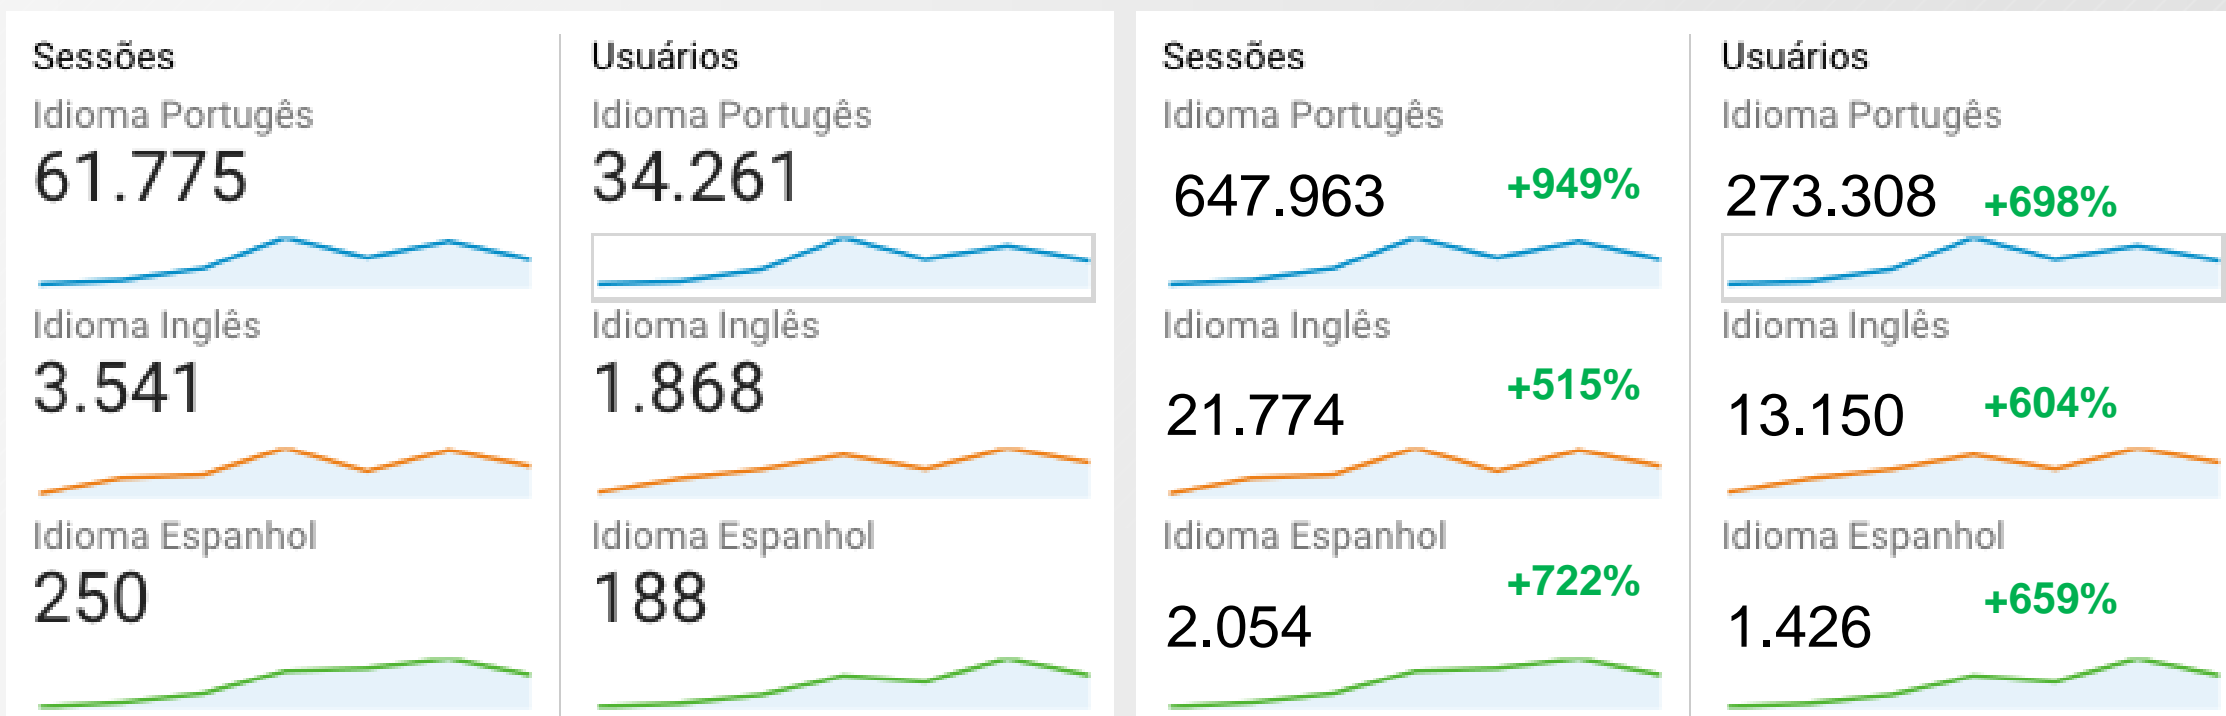 Sessões
Idioma Portugês
61.775
Idioma Inglês
3.541
Idioma Espanhol
250
Usuários
Idioma Portugês
34.261
Idioma Inglês
1.868
Idioma Espanhol
188
Sessões
Idioma Portugês
647.963 +949%
Idioma Inglês
21.774 +515%
Idioma Espanhol
2.054 +722%
Usuários
Idioma Portugês
273.308 +698%
Idioma Inglês
13.150 +604%
Idioma Espanhol
1.426 +659%